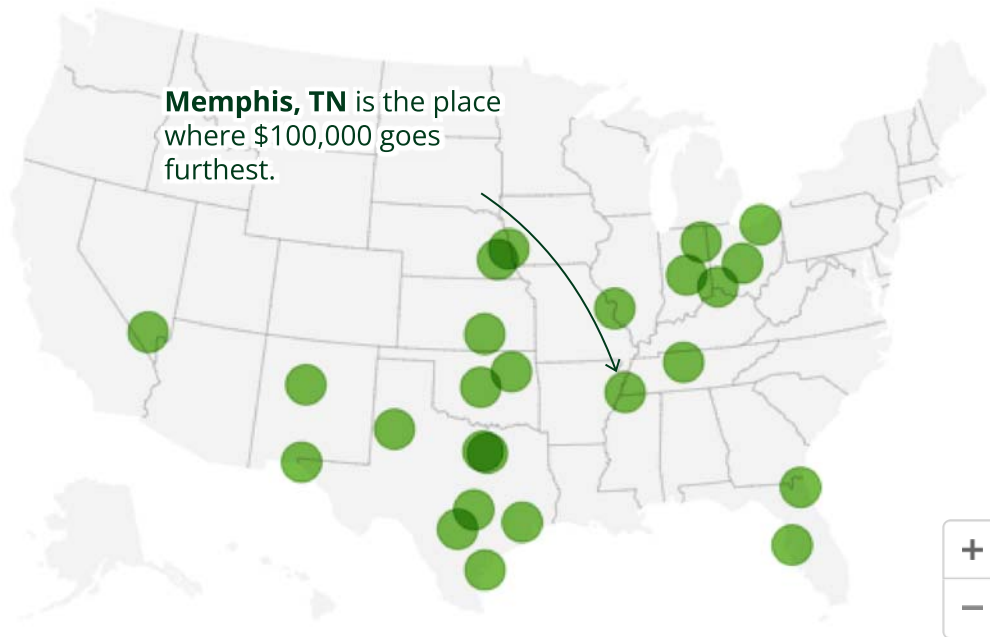 Memphis, TN is the place
where $100,000 goes
furthest.
+
−